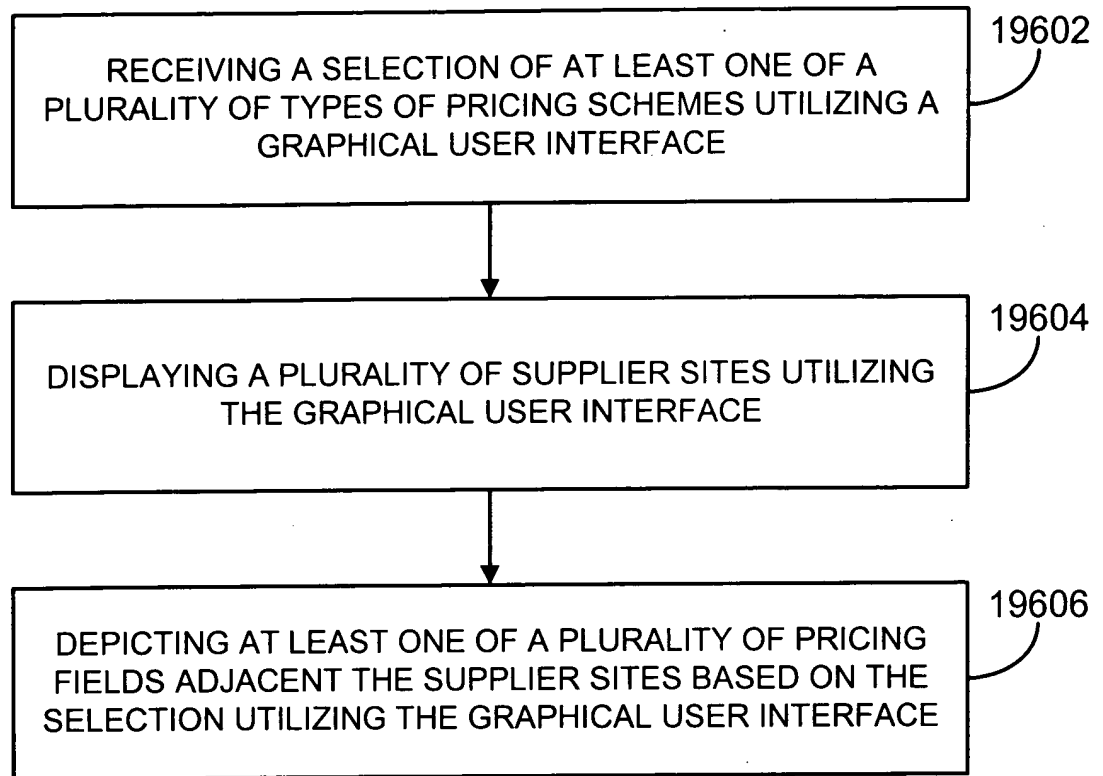 19602
RECEIVING A SELECTION OF AT LEAST ONE OF A
PLURALITY OF TYPES OF PRICING SCHEMES UTILIZING A
GRAPHICAL USER INTERFACE
19604
DISPLAYING A PLURALITY OF SUPPLIER SITES UTILIZING
THE GRAPHICAL USER INTERFACE
19606
DEPICTING AT LEAST ONE OF A PLURALITY OF PRICING
FIELDS ADJACENT THE SUPPLIER SITES BASED ON THE
SELECTION UTILIZING THE GRAPHICAL USER INTERFACE